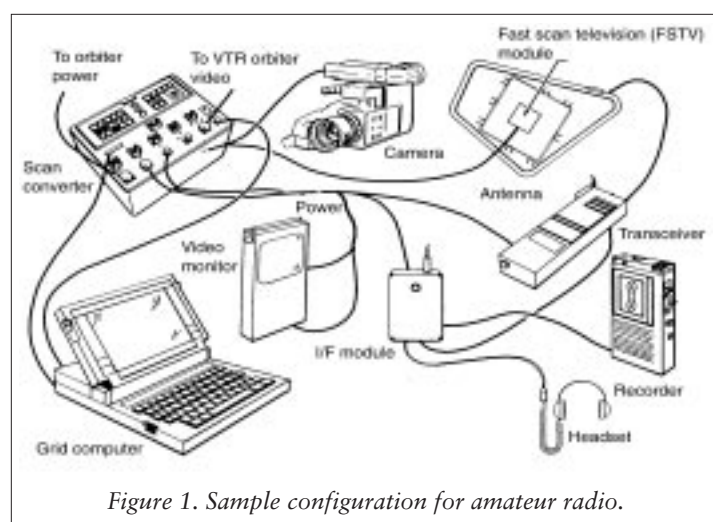 To orbiter
power
To VTR orbiter
video
Fast scan television (FSTV)
module
Camera
Scan
converter
Antenna
Power
Transceiver
Video
monitor
I/F module
Recorder
Headset
Grid computer
Figure 1. Sample configuration for amateur radio.